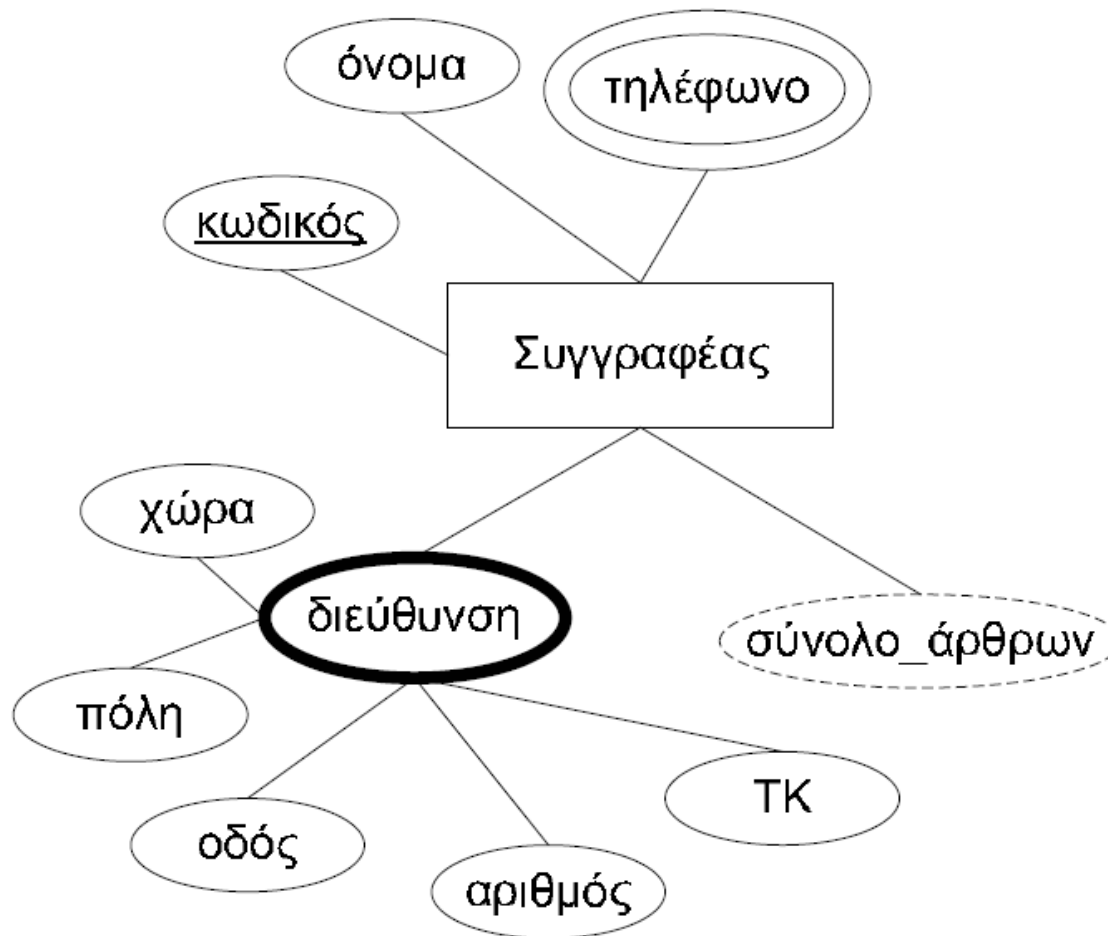 όνομα
τηλέφωνο
κωδικός
Συγγραφέας
χώρα
διεύθυνση
σύνολο_άρθρων
πόλη
ΤΚ
οδός
αριθμός